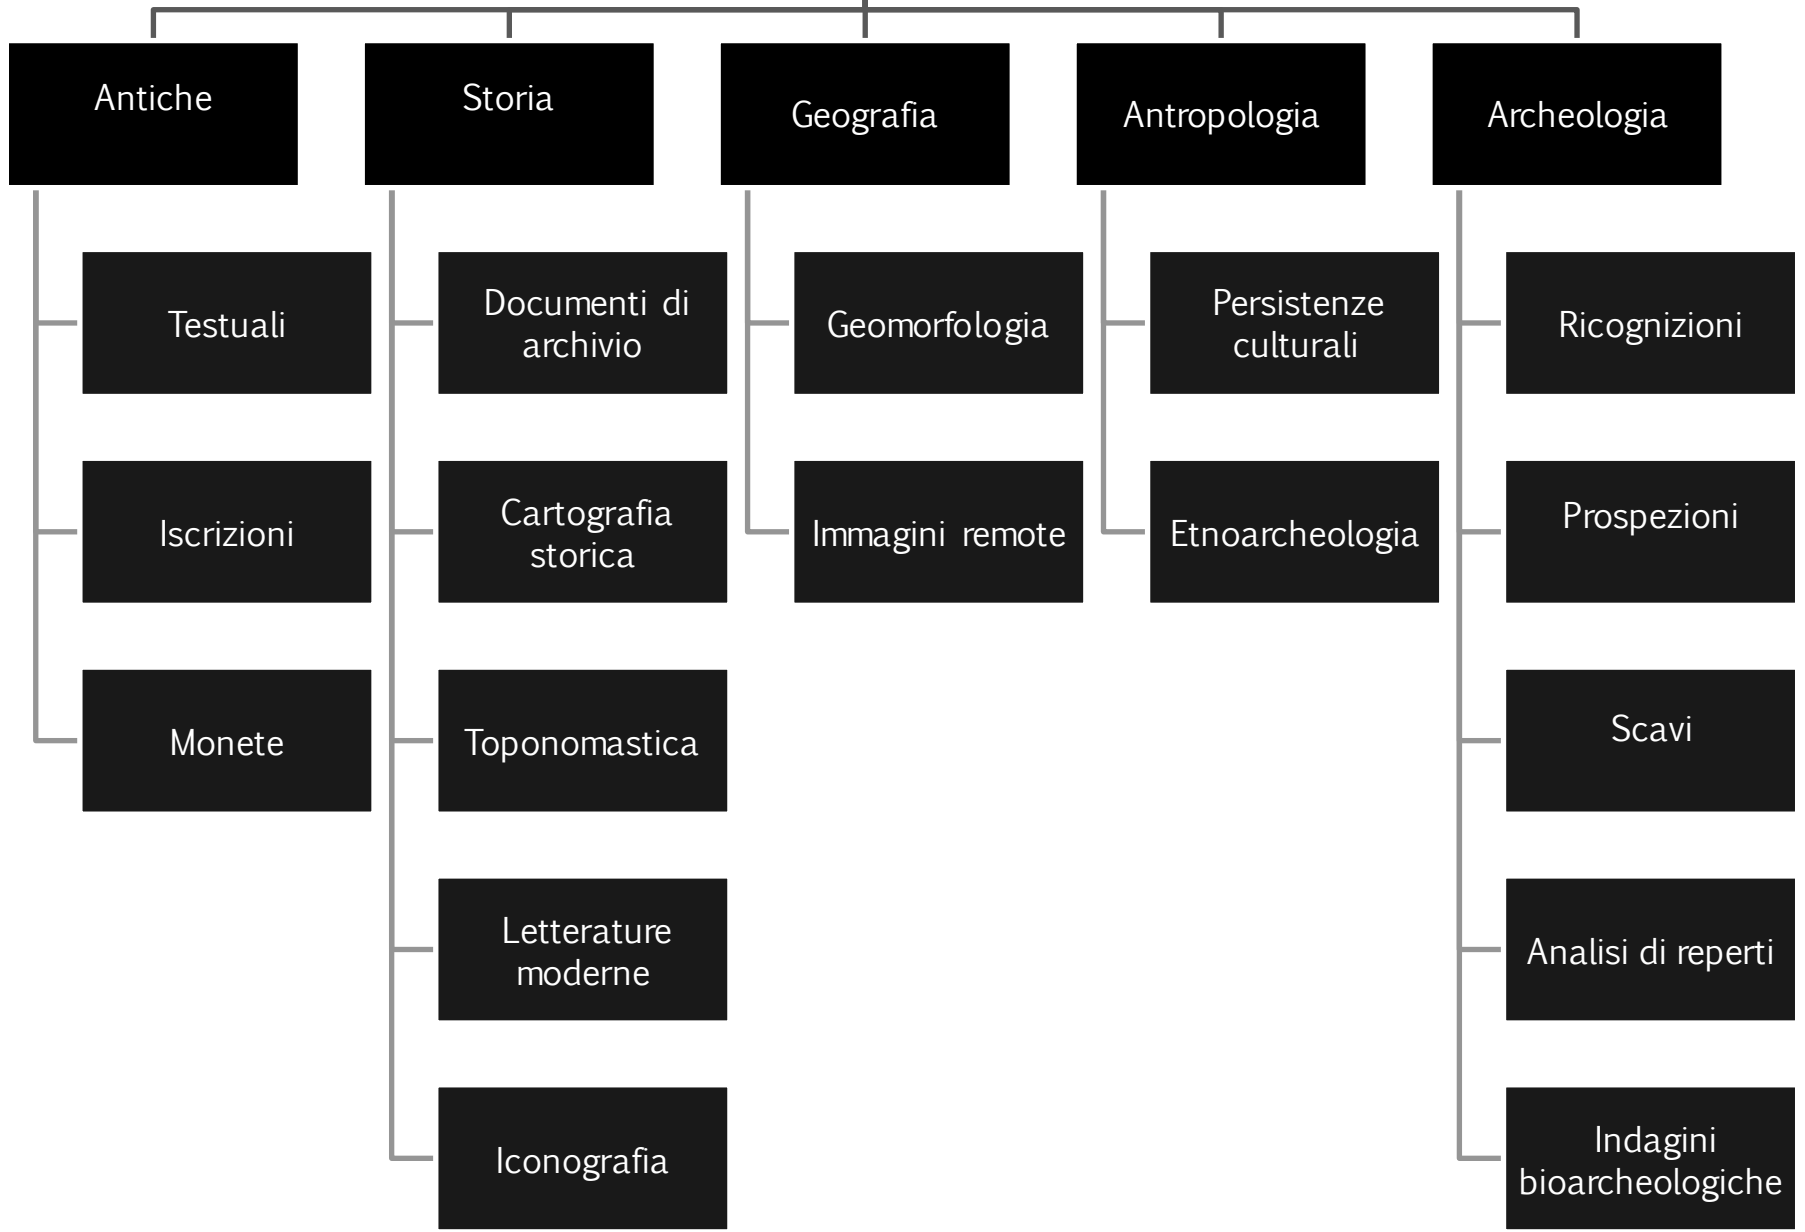 Antiche
Storia
Geografia
Antropologia
Archeologia
Testuali
Iscrizioni
Monete
Documenti di
archivio
Cartografia
storica
Toponomastica
Letterature
moderne
Iconografia
Geomorfologia
Immagini remote
Persistenze
culturali
Etnoarcheologia
Ricognizioni
Prospezioni
Scavi
Analisi di reperti
Indagini
bioarcheologiche